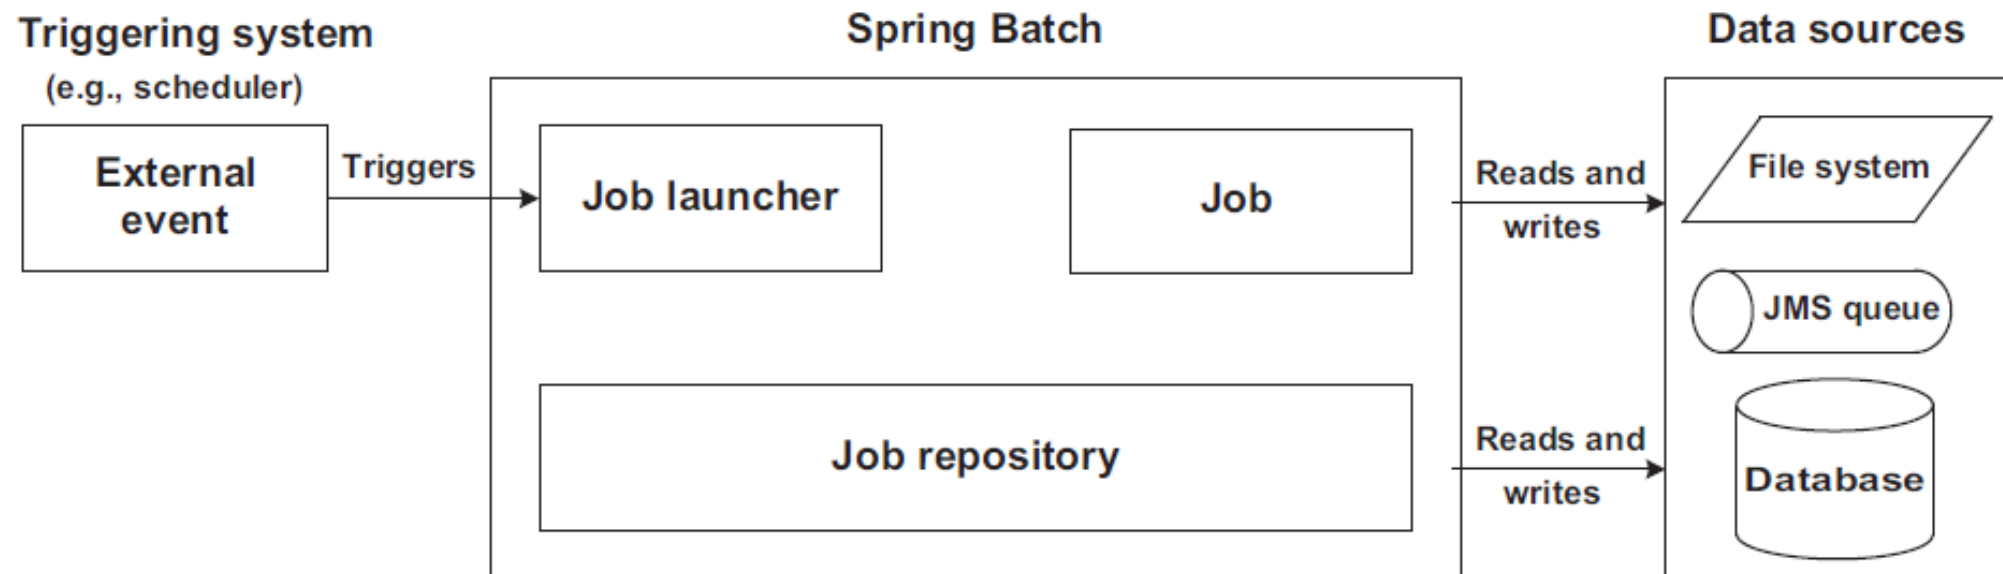 Triggering system
(e.g., scheduler)
External
event
Triggers
Spring Batch
Job launcher
Job
Job repository
Reads and
writes
Reads and
writes
Data sources
File system
JMS queue
Database